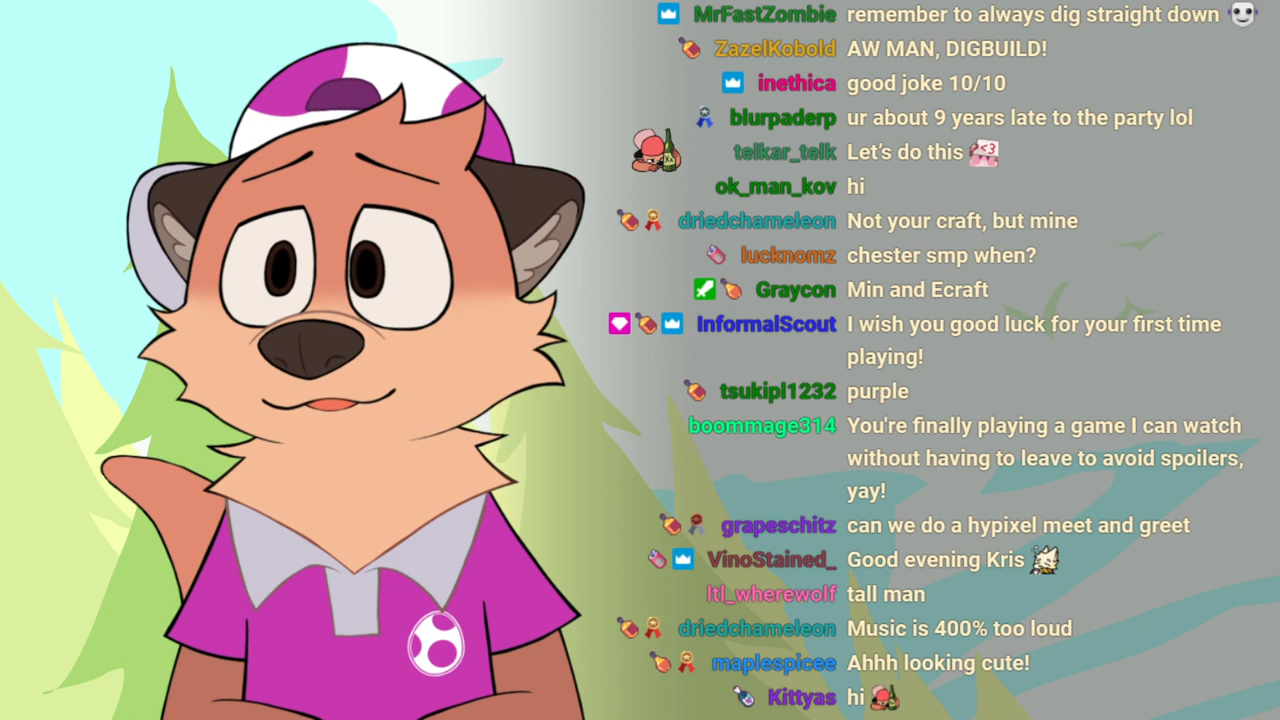 MrFastZombie remember to always dig straight down
ZazelKobold AW MAN, DIGBUILD!
inethica good joke 10/10
blurpaderp ur about 9 years late to the party lol
telkar_telk Let's do this <3
ok_man_kov hi
driedchameleon Not your craft, but mine
lucknomz chester smp when?
Graycon Min and Ecraft
InformalScout I wish you good luck for your first time
playing!
tsukipl1232 purple
boommage314 You're finally playing a game I can watch
without having to leave to avoid spoilers,
yay!
grapeschitz can we do a hypixel meet and greet
VinoStained_ Good evening Kris
ltl_wherewolf tall man
driedchameleon Music is 400% too loud
maplespicee Ahhh looking cute!
Kittyas hi